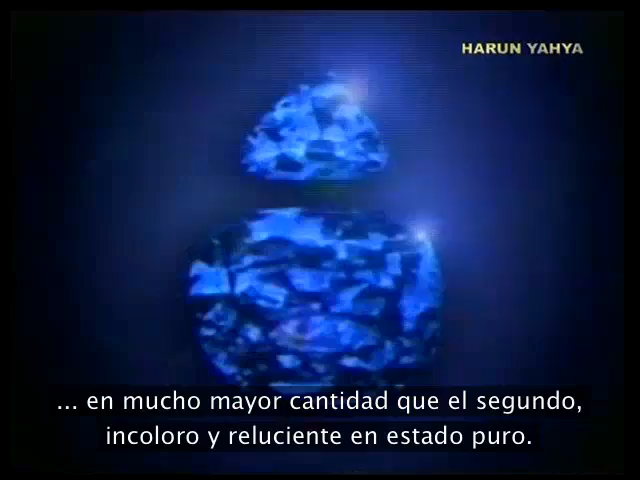 HARUN YAHYA
... en mucho mayor cantidad que el segundo,
incoloro y reluciente en estado puro.